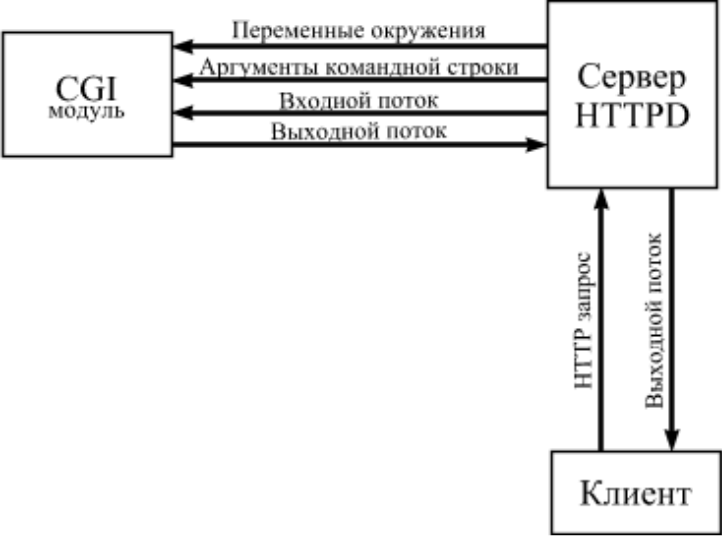 Переменные окружения
Аргументы командной строки
Входной поток
Выходной поток
CGI
модуль
Сервер
HTTPD
HTTP запрос
Выходной поток
Клиент